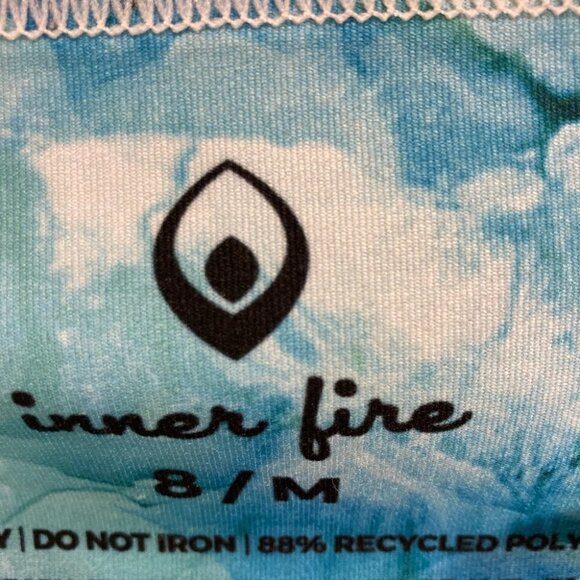 inner fire
8 / M
Y | DO NOT IRON | 88% RECYCLED POLY